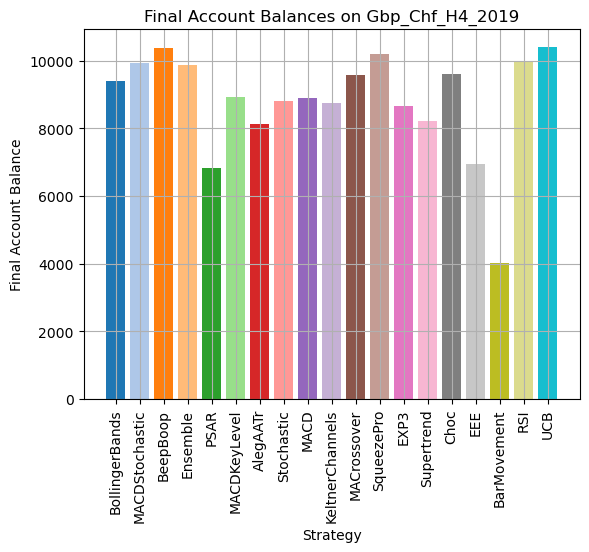 Final Account Balances on Gbp_Chf_H4_2019
Final Account Balance
10000
8000
6000
4000
2000
0
BollingerBands
MACDStochastic
BeepBoop
Ensemble
PSAR
MACDKeyLevel
AlegAATr
Stochastic
MACD
KeltnerChannels
MACrossover
SqueezePro
EXP3
Supertrend
Choc
EEE
BarMovement
RSI
UCB
Strategy